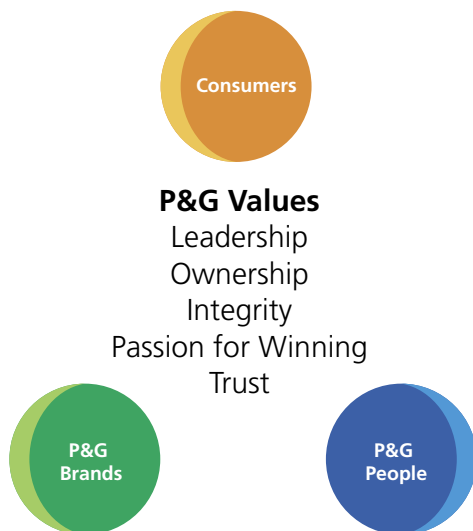 Consumers
P&G Values
Leadership
Ownership
Integrity
Passion for Winning
Trust
P&G
Brands
P&G
People